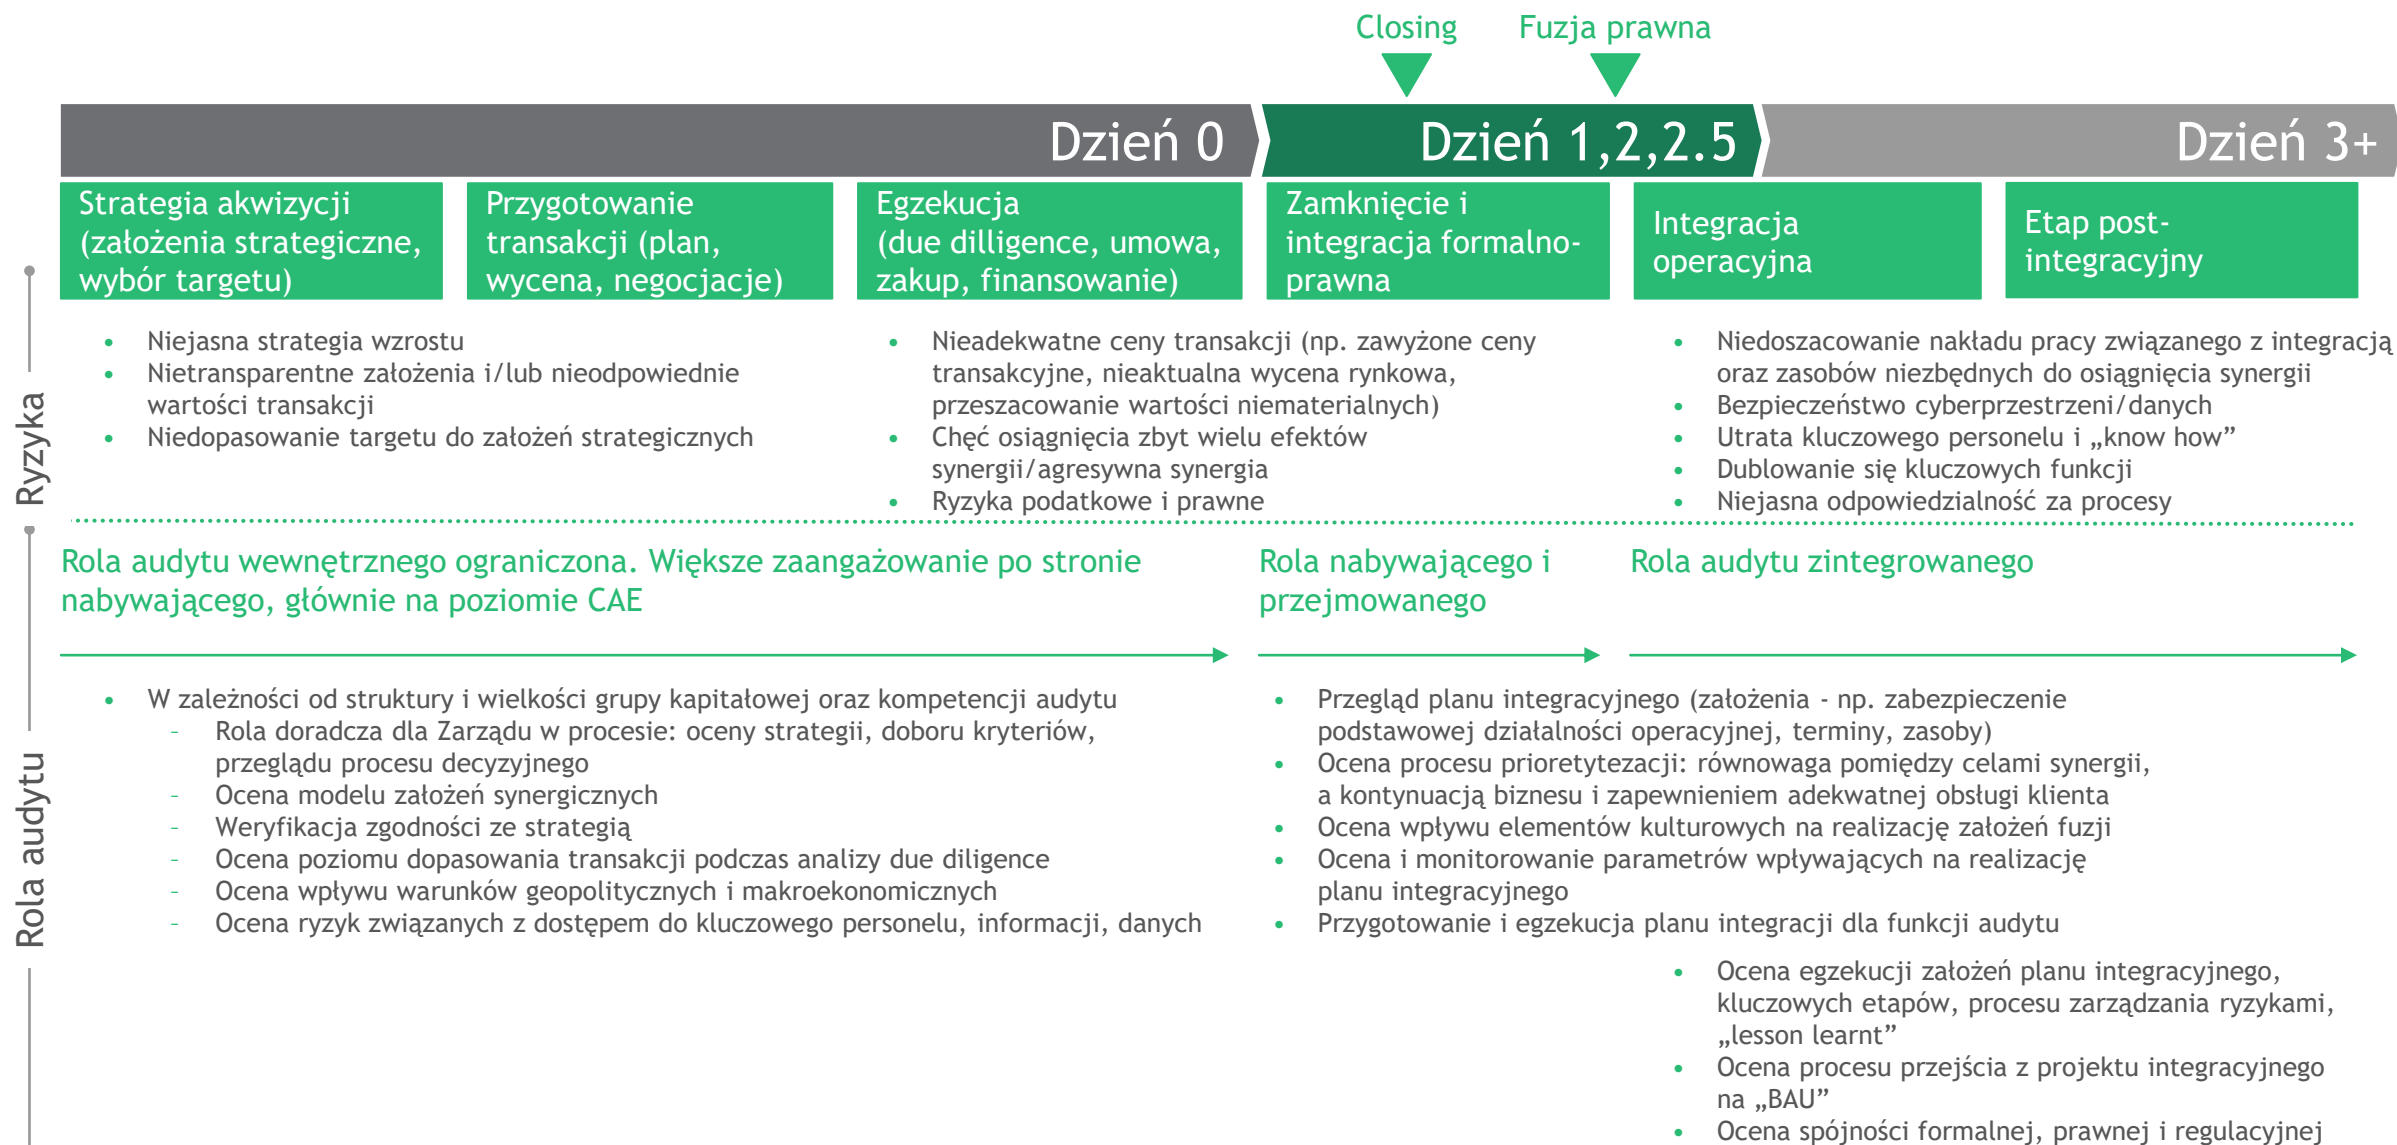 Closing
Fuzja prawna
Dzień 0
Dzień 1,2,2.5
Dzień 3+
Strategia akwizycji
(założenia strategiczne,
wybór targetu)
Przygotowanie
transakcji (plan,
wycena, negocjacje)
Egzekucja
(due dilligence, umowa,
zakup, finansowanie)
Zamknięcie i
integracja formalno-
prawna
Integracja
operacyjna
Etap post-
integracyjny
Ryzyka
• Niejasna strategia wzrostu
• Nietransparentne założenia i/lub nieodpowiednie
wartości transakcji
• Niedopasowanie targetu do założeń strategicznych
• Nieadekwatne ceny transakcji (np. zawyżone ceny
transakcyjne, nieaktualna wycena rynkowa,
przeszacowanie wartości niematerialnych)
• Chęć osiągnięcia zbyt wielu efektów
synergii/agresywna synergia
• Ryzyka podatkowe i prawne
• Niedoszacowanie nakładu pracy związanego z integracją
oraz zasobów niezbędnych do osiągnięcia synergii
• Bezpieczeństwo cyberprzestrzeni/danych
• Utrata kluczowego personelu i „know how”
• Dublowanie się kluczowych funkcji
• Niejasna odpowiedzialność za procesy
Rola audytu
Rola audytu wewnętrznego ograniczona. Większe zaangażowanie po stronie
nabywającego, głównie na poziomie CAE
Rola nabywającego i
przejmowanego
Rola audytu zintegrowanego
• W zależności od struktury i wielkości grupy kapitałowej oraz kompetencji audytu
- Rola doradcza dla Zarządu w procesie: oceny strategii, doboru kryteriów,
przeglądu procesu decyzyjnego
- Ocena modelu założeń synergicznych
- Weryfikacja zgodności ze strategią
- Ocena poziomu dopasowania transakcji podczas analizy due diligence
- Ocena wpływu warunków geopolitycznych i makroekonomicznych
- Ocena ryzyk związanych z dostępem do kluczowego personelu, informacji, danych
• Przegląd planu integracyjnego (założenia - np. zabezpieczenie
podstawowej działalności operacyjnej, terminy, zasoby)
• Ocena procesu prioretytezacji: równowaga pomiędzy celami synergii,
a kontynuacją biznesu i zapewnieniem adekwatnej obsługi klienta
• Ocena wpływu elementów kulturowych na realizację założeń fuzji
• Ocena i monitorowanie parametrów wpływających na realizację
planu integracyjnego
• Przygotowanie i egzekucja planu integracji dla funkcji audytu
• Ocena egzekucji założeń planu integracyjnego,
kluczowych etapów, procesu zarządzania ryzykami,
„lesson learnt”
• Ocena procesu przejścia z projektu integracyjnego
na „BAU”
• Ocena spójności formalnej, prawnej i regulacyjnej